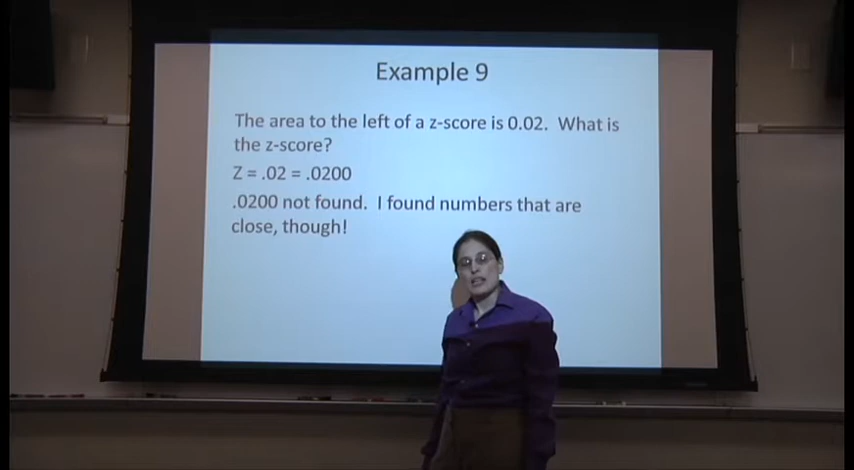 Example 9
The area to the left of a z-score is 0.02. What is
the z-score?
Z = .02 = .0200
.0200 not found. I found numbers that are
close, though!